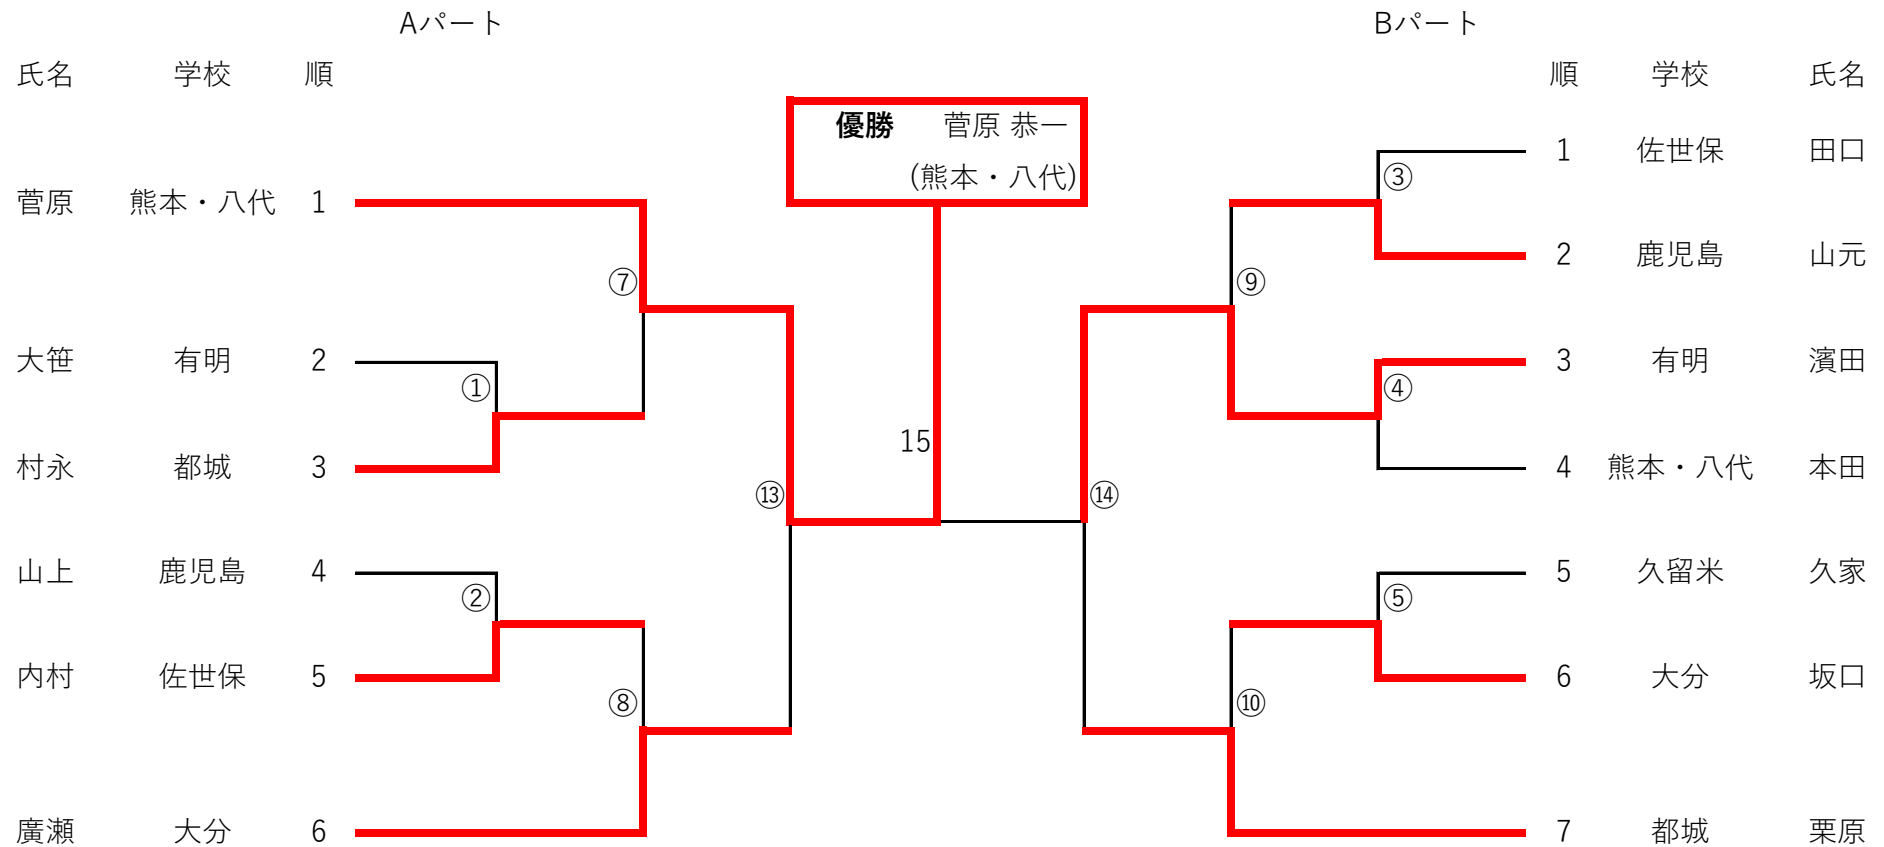 Aパート Bパート
氏名 学校 順 順 学校 氏名
優勝 菅原 恭一
(熊本・八代)
1 佐世保 田口
③
菅原 熊本・八代 1
2 鹿児島 山元
⑦ ⑨
大笹 有明 2 3 有明 濱田
① ④
15
村永 都城 3 4 熊本・八代 本田
⑬ ⑭
山上 鹿児島 4 5 久留米 久家
② ⑤
内村 佐世保 5 6 大分 坂口
⑧ ⑩
廣瀬 大分 6 7 都城 栗原